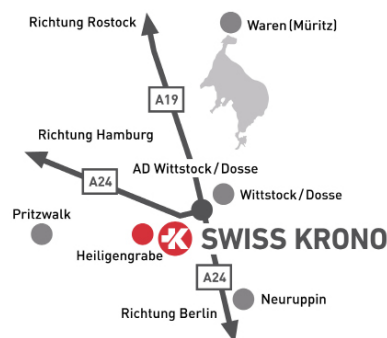 Richtung Rostock
Waren (Müritz)
A19
Richtung Hamburg
AD Wittstock/Dosse
A24
Wittstock/Dosse
Pritzwalk
SWISS KRONO
Heiligengrabe
A24
Neuruppin
Richtung Berlin